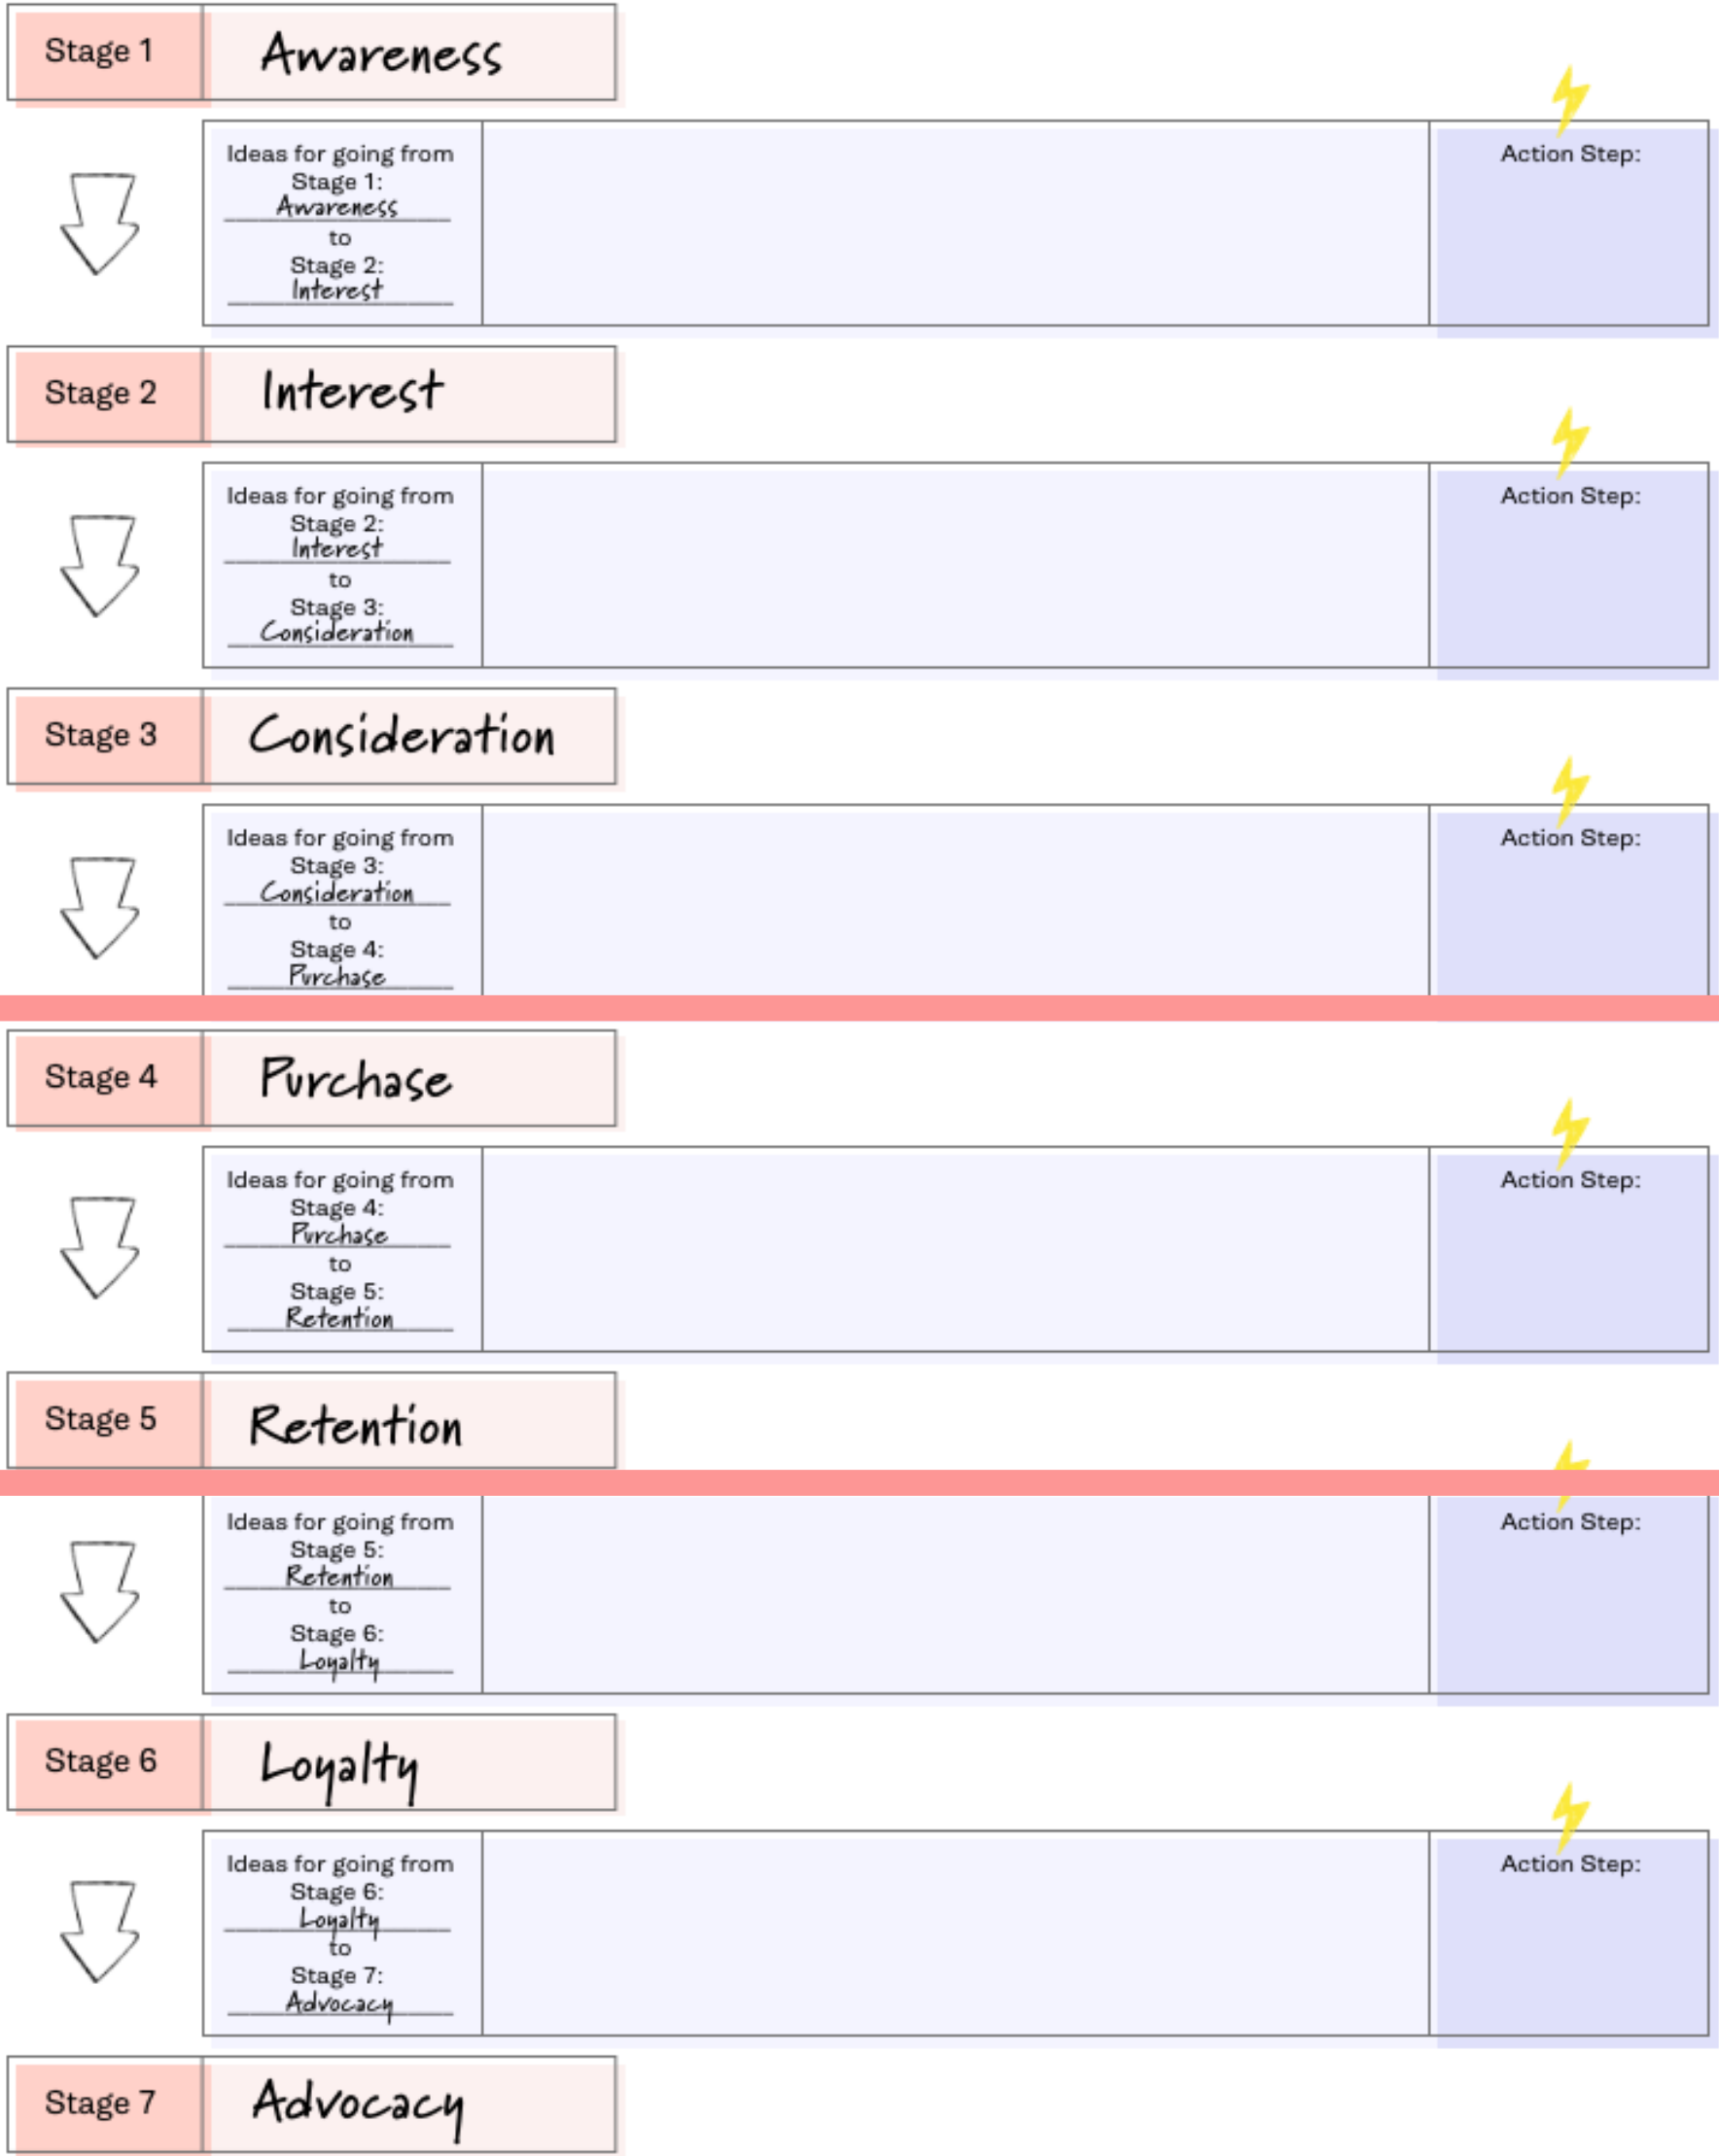 Stage 1 Awareness
Ideas for going from
Stage 1:
Awareness
to
Stage 2:
Interest
Action Step:
Stage 2 Interest
Ideas for going from
Stage 2:
Interest
to
Stage 3:
Consideration
Action Step:
Stage 3 Consideration
Ideas for going from
Stage 3:
Consideration
to
Stage 4:
Purchase
Action Step:
Stage 4 Purchase
Ideas for going from
Stage 4:
Purchase
to
Stage 5:
Retention
Action Step:
Stage 5 Retention
Ideas for going from
Stage 5:
Retention
to
Stage 6:
Loyalty
Action Step:
Stage 6 Loyalty
Ideas for going from
Stage 6:
Loyalty
to
Stage 7:
Advocacy
Action Step:
Stage 7 Advocacy